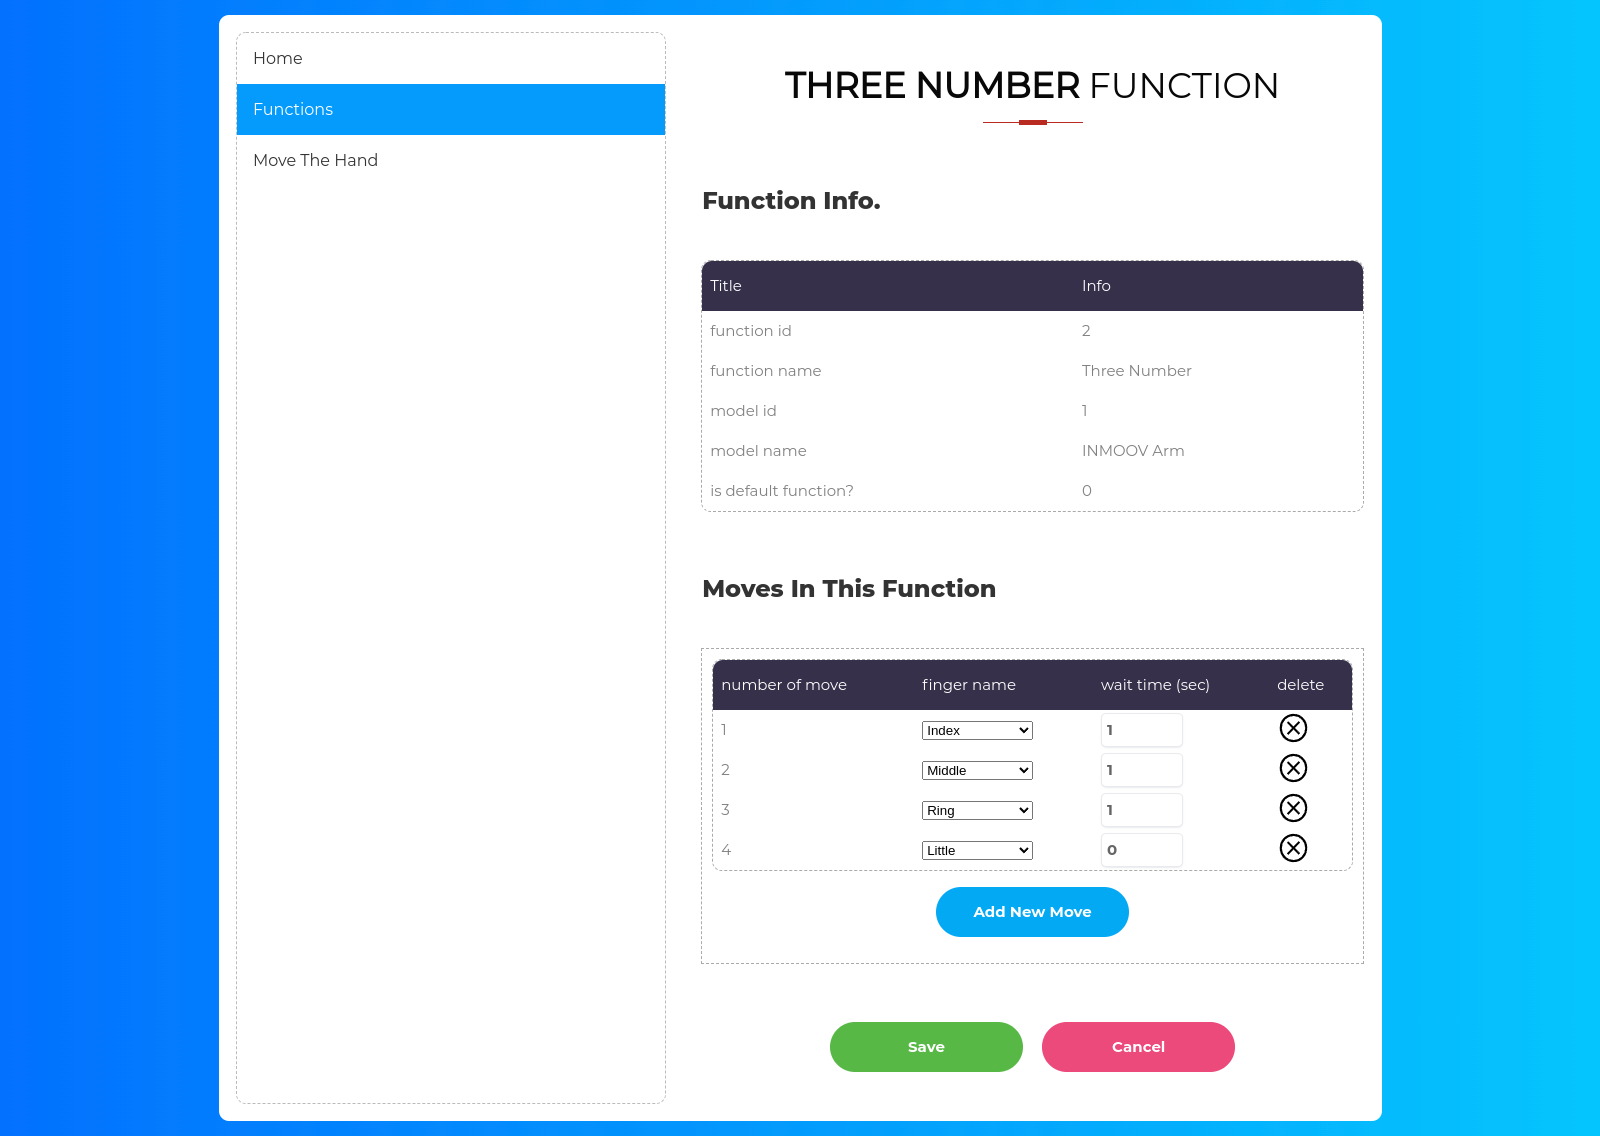 Home
Functions
Move The Hand
THREE NUMBER FUNCTION
Function Info.
Title Info
function id 2
function name Three Number
model id 1
model name INMOOV Arm
is default function? 0
Moves In This Function
number of move finger name wait time (sec) delete
1 Index 1
2 Middle 1
3 Ring 1
4 Little 0
Add New Move
Save Cancel